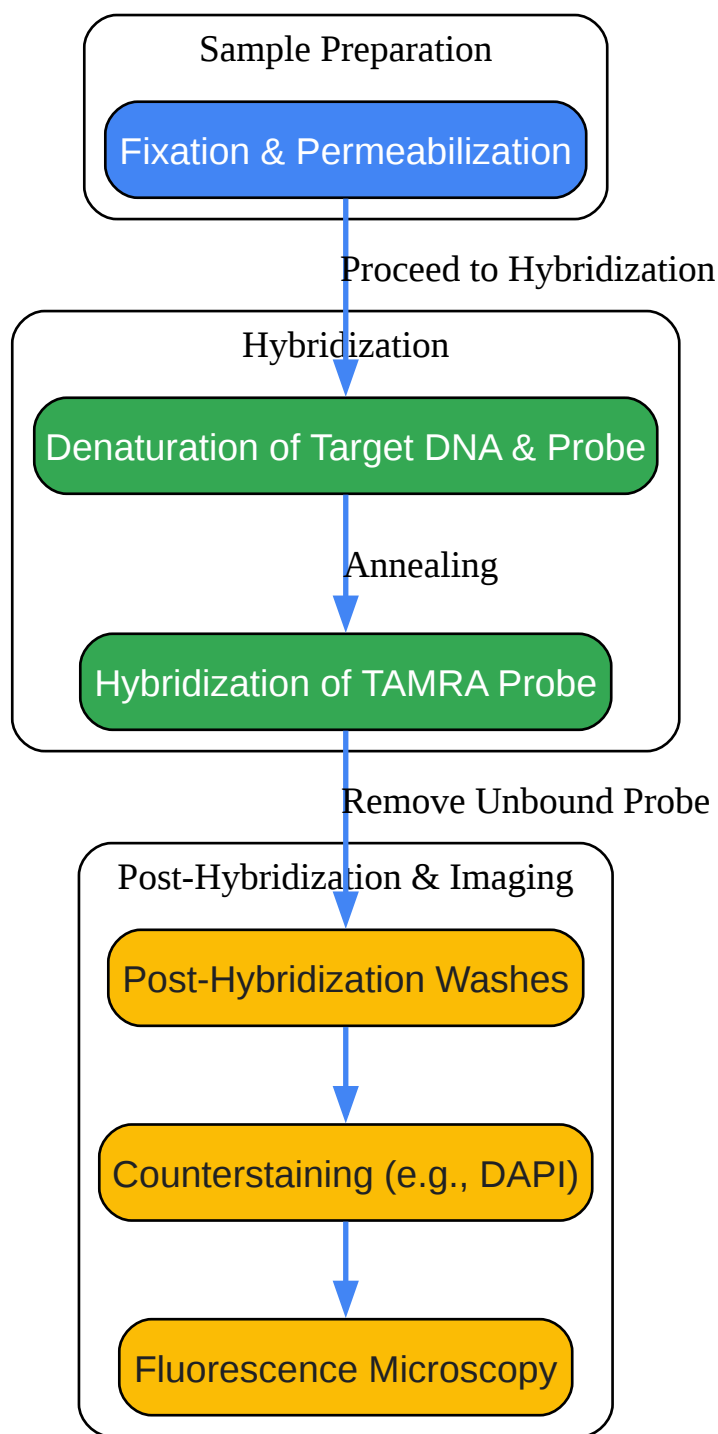 Sample Preparation
Fixation & Permeabilization
Proceed to Hybridization
Hybridization
Denaturation of Target DNA & Probe
Annealing
Hybridization of TAMRA Probe
Remove Unbound Probe
Post-Hybridization & Imaging
Post-Hybridization Washes
Counterstaining (e.g., DAPI)
Fluorescence Microscopy